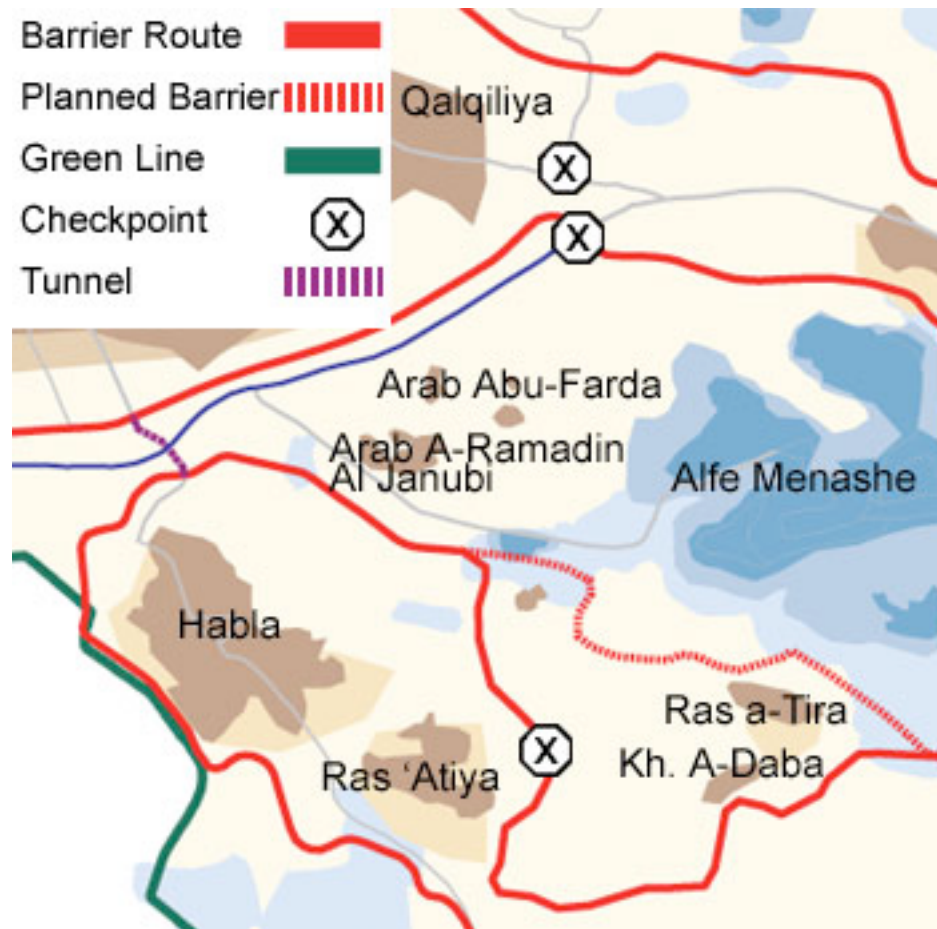 Barrier Route
Planned Barrier
Green Line
Checkpoint X
Tunnel
Qalqiliya
X
X
Arab Abu-Farda
Arab A-Ramadin
Al Janubi
Alfe Menashe
Habla
Ras a-Tira
X
Kh. A-Daba
Ras ‘Atiya